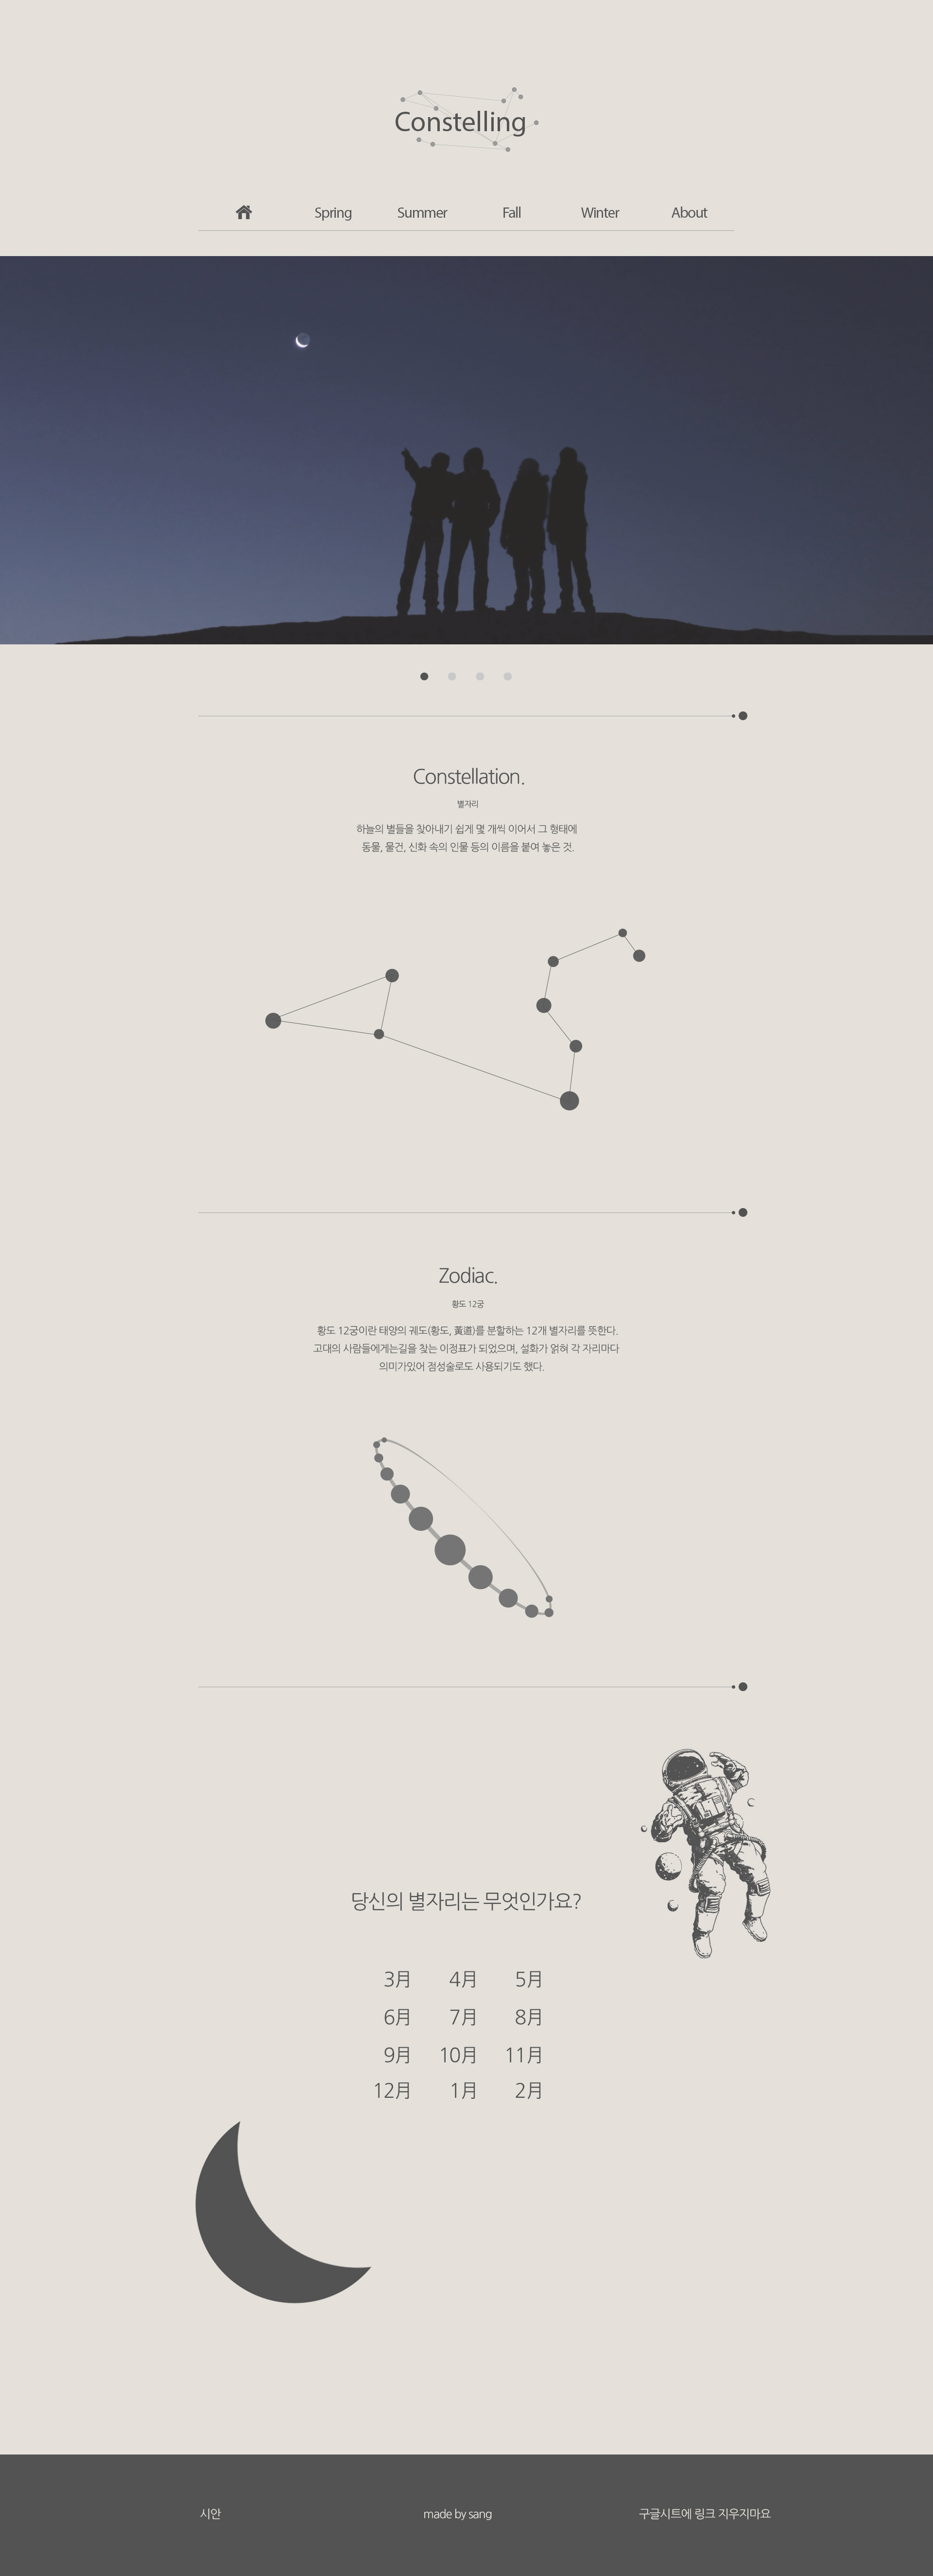 Constelling
Spring Summer Fall Winter About
Constellation.
별자리
하늘의 별들을 찾아내기 쉽게 몇 개씩 이어서 그 형태에
동물, 물건, 신화 속의 인물 등의 이름을 붙여 놓은 것.
Zodiac.
황도 12궁
황도 12궁이란 태양의 궤도(황도, 黃道)를 분할하는 12개 별자리를 뜻한다.
고대의 사람들에게는길을 찾는 이정표가 되었으며, 설화가 얽혀 각 자리마다
의미가있어 점성술로도 사용되기도 했다.
당신의 별자리는 무엇인가요?
3月 4月 5月
6月 7月 8月
9月 10月 11月
12月 1月 2月
시안 made by sang 구글시트에 링크 지우지마요